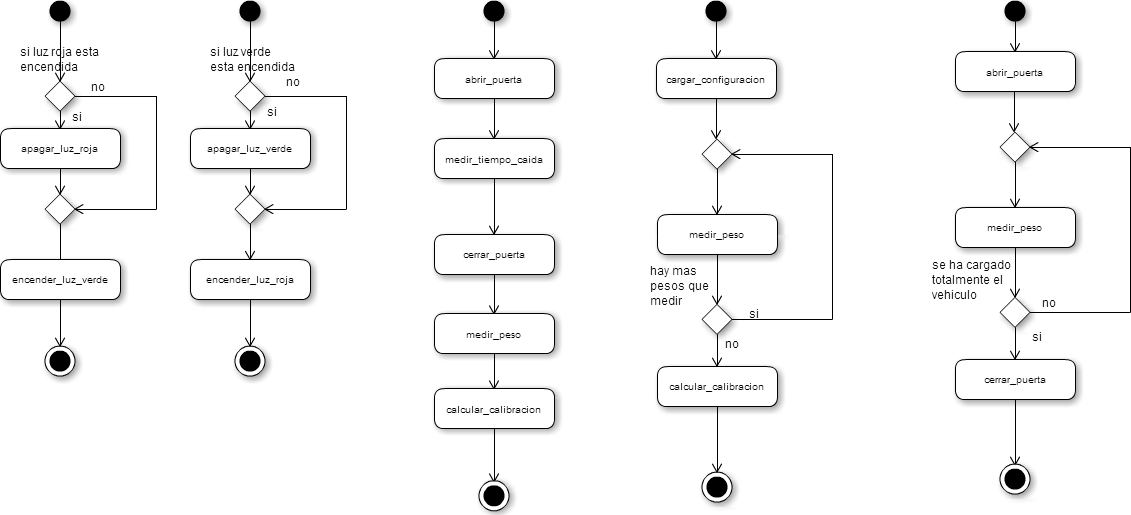 si luz roja esta
encendida
no
si
apagar_luz_roja
encender_luz_verde
si luz verde
esta encendida
no
si
apagar_luz_verde
encender_luz_roja
abrir_puerta
medir_tiempo_caida
cerrar_puerta
medir_peso
calcular_calibracion
cargar_configuracion
medir_peso
hay mas
pesos que
medir
si
no
calcular_calibracion
abrir_puerta
medir_peso
se ha cargado
totalmente el
vehiculo
no
si
cerrar_puerta